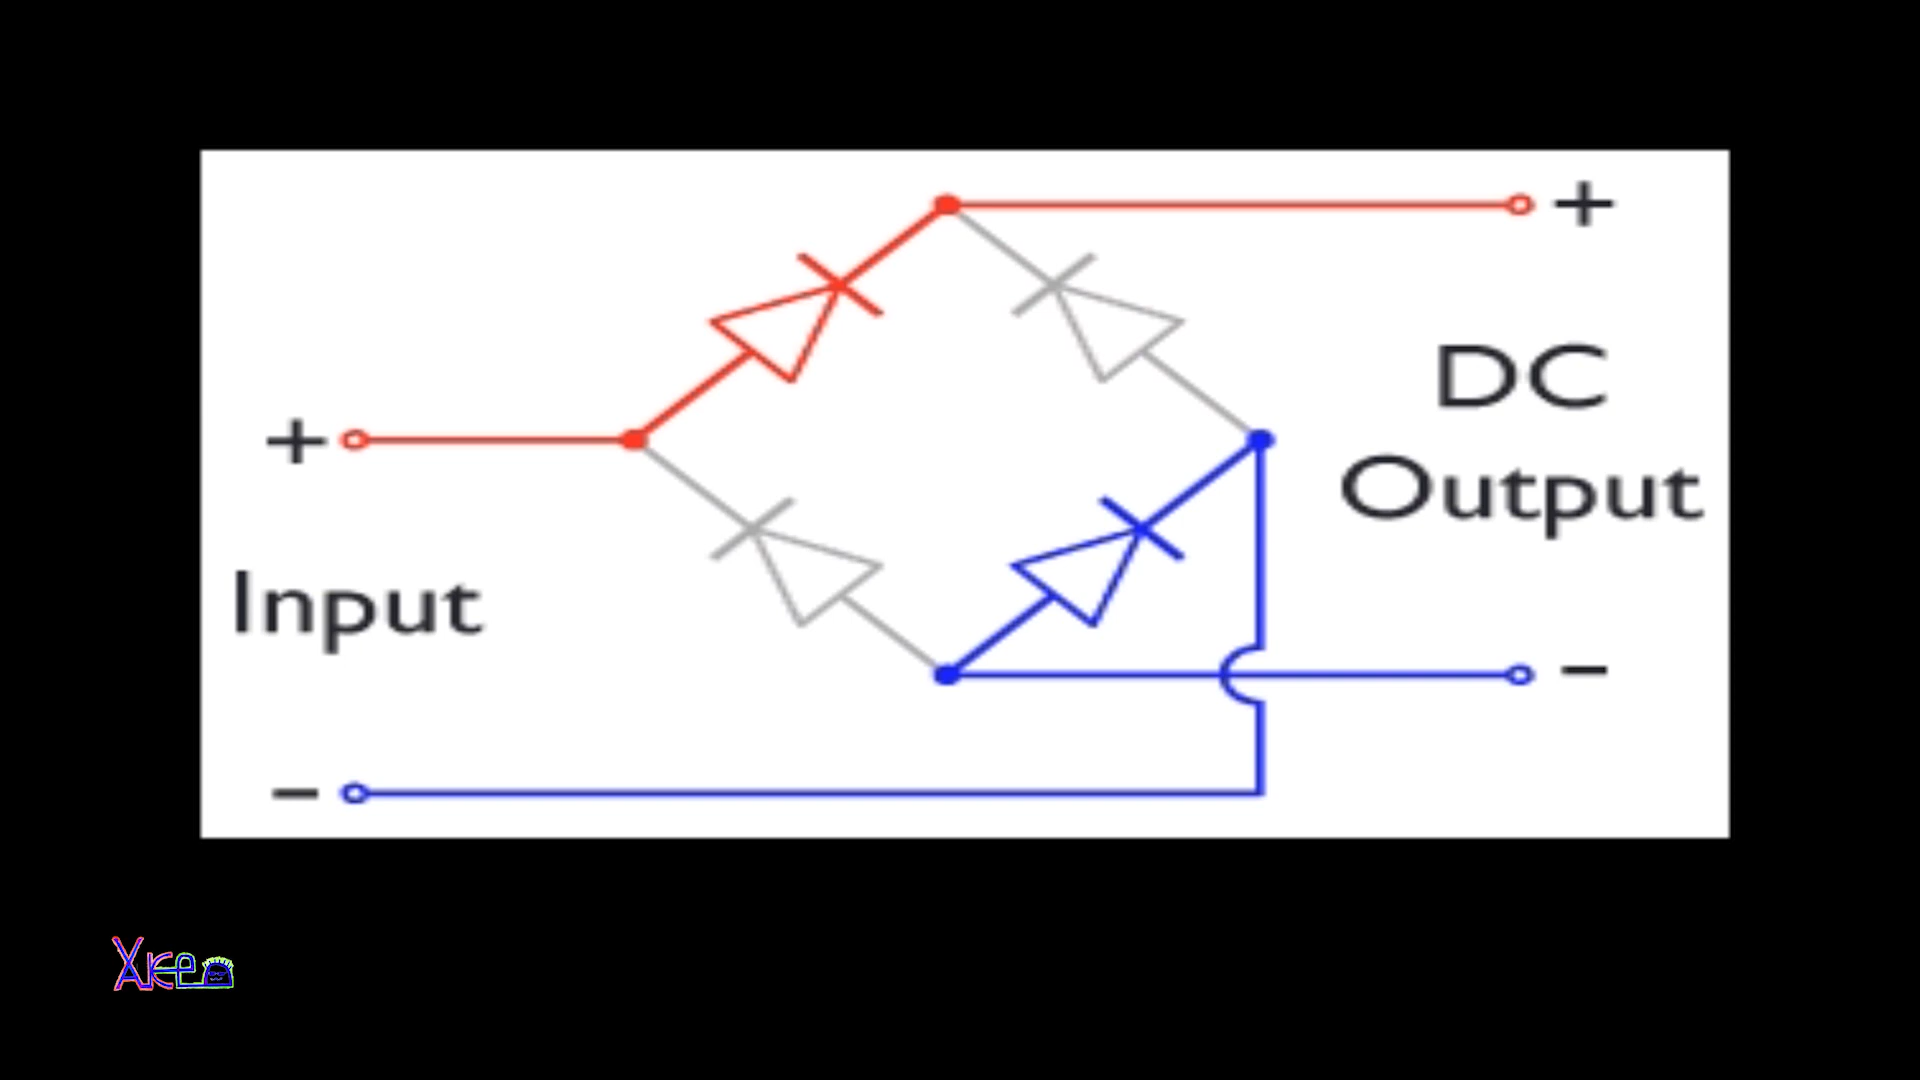 +
DC
Output
+
Input
-
-